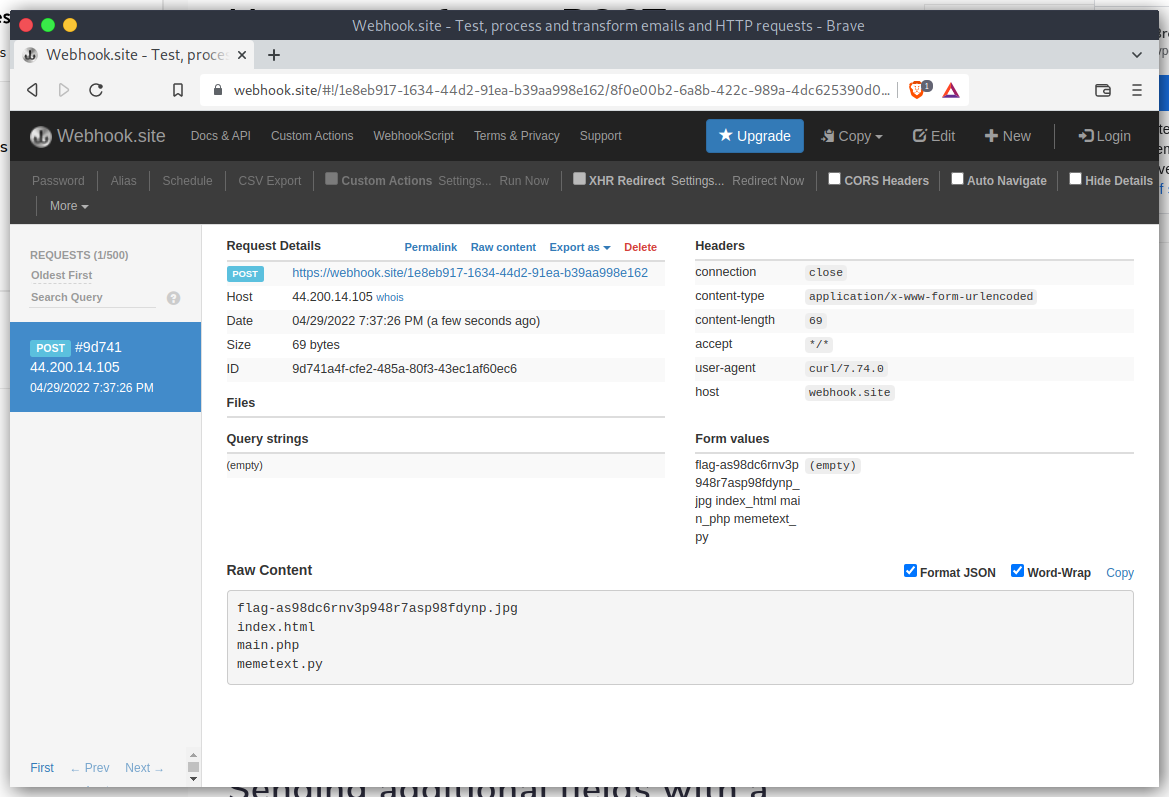 Webhook.site - Test, process and transform emails and HTTP requests - Brave
Webhook.site - Test, proce
webhook.site/#!/1e8eb917-1634-44d2-91ea-b39aa998e162/8f0e00b2-6a8b-422c-989a-4dc625390d0... 1
Webhook.site Docs & API Custom Actions WebhookScript Terms & Privacy Support Upgrade Copy Edit New Login
Password Alias Schedule CSV Export Custom Actions Settings... Run Now XHR Redirect Settings... Redirect Now CORS Headers Auto Navigate Hide Details
More
REQUESTS (1/500)
Oldest First
Search Query ?
POST #9d741
44.200.14.105
04/29/2022 7:37:26 PM
First ← Prev Next →
Request Details Permalink Raw content Export as Delete
POST https://webhook.site/1e8eb917-1634-44d2-91ea-b39aa998e162
Host 44.200.14.105 whois
Date 04/29/2022 7:37:26 PM (a few seconds ago)
Size 69 bytes
ID 9d741a4f-cfe2-485a-80f3-43ec1af60ec6
Files
Query strings
(empty)
Headers
connection close
content-type application/x-www-form-urlencoded
content-length 69
accept */*
user-agent curl/7.74.0
host webhook.site
Form values
flag-as98dc6rnv3p (empty)
948r7asp98fdynp_
jpg index_html mai
n_php memetext_
py
Raw Content Format JSON Word-Wrap Copy
flag-as98dc6rnv3p948r7asp98fdynp.jpg
index.html
main.php
memetext.py
Sending additional fields with a